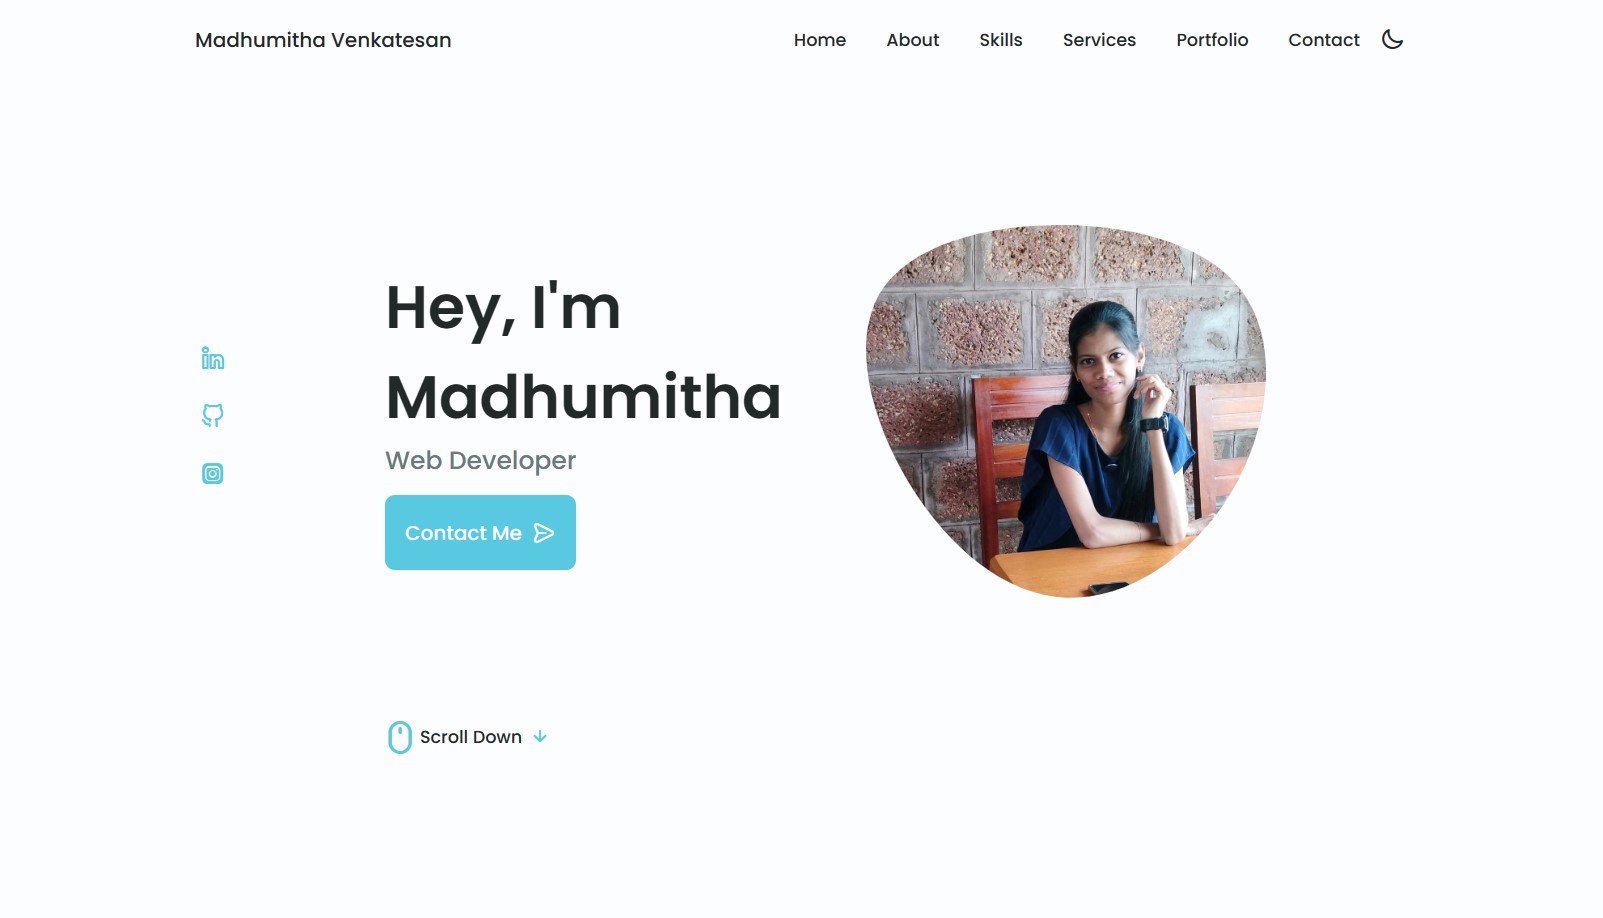 Madhumitha Venkatesan
Home About Skills Services Portfolio Contact
Hey, I'm
Madhumitha
Web Developer
Contact Me
Scroll Down